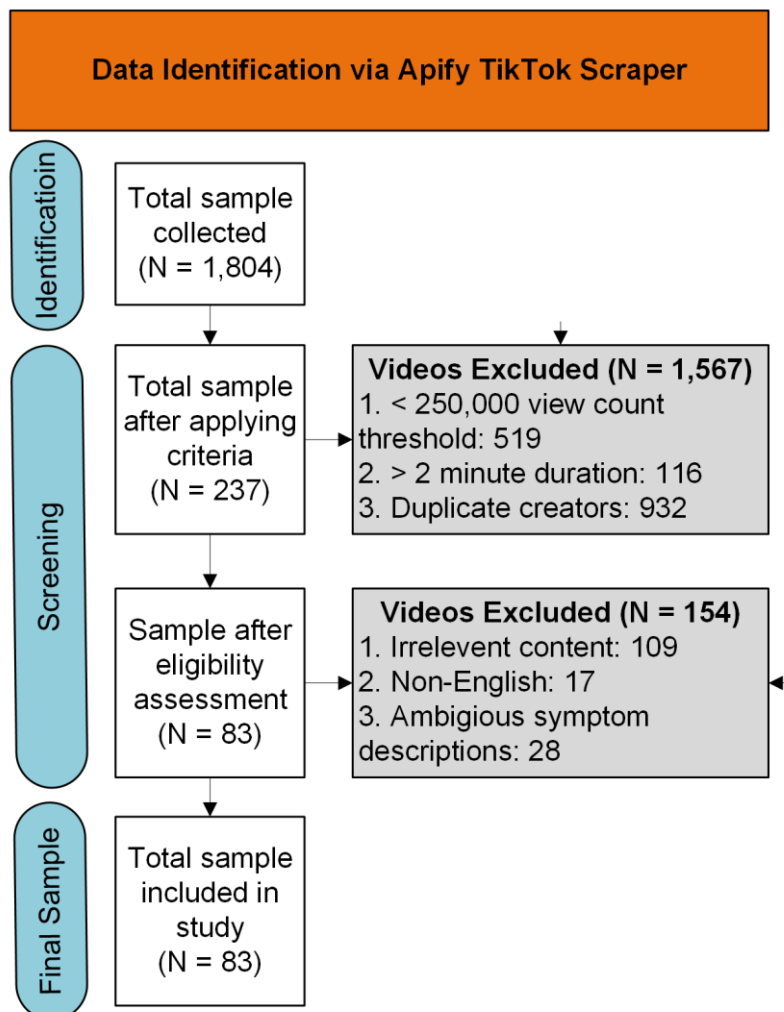 Data Identification via Apify TikTok Scraper
Identificatioin
Total sample
collected
(N = 1,804)
Screening
Total sample
after applying
criteria
(N = 237)
Videos Excluded (N = 1,567)
1. < 250,000 view count
threshold: 519
2. > 2 minute duration: 116
3. Duplicate creators: 932
Sample after
eligibility
assessment
(N = 83)
Videos Excluded (N = 154)
1. Irrelevent content: 109
2. Non-English: 17
3. Ambigious symptom
descriptions: 28
Final Sample
Total sample
included in
study
(N = 83)